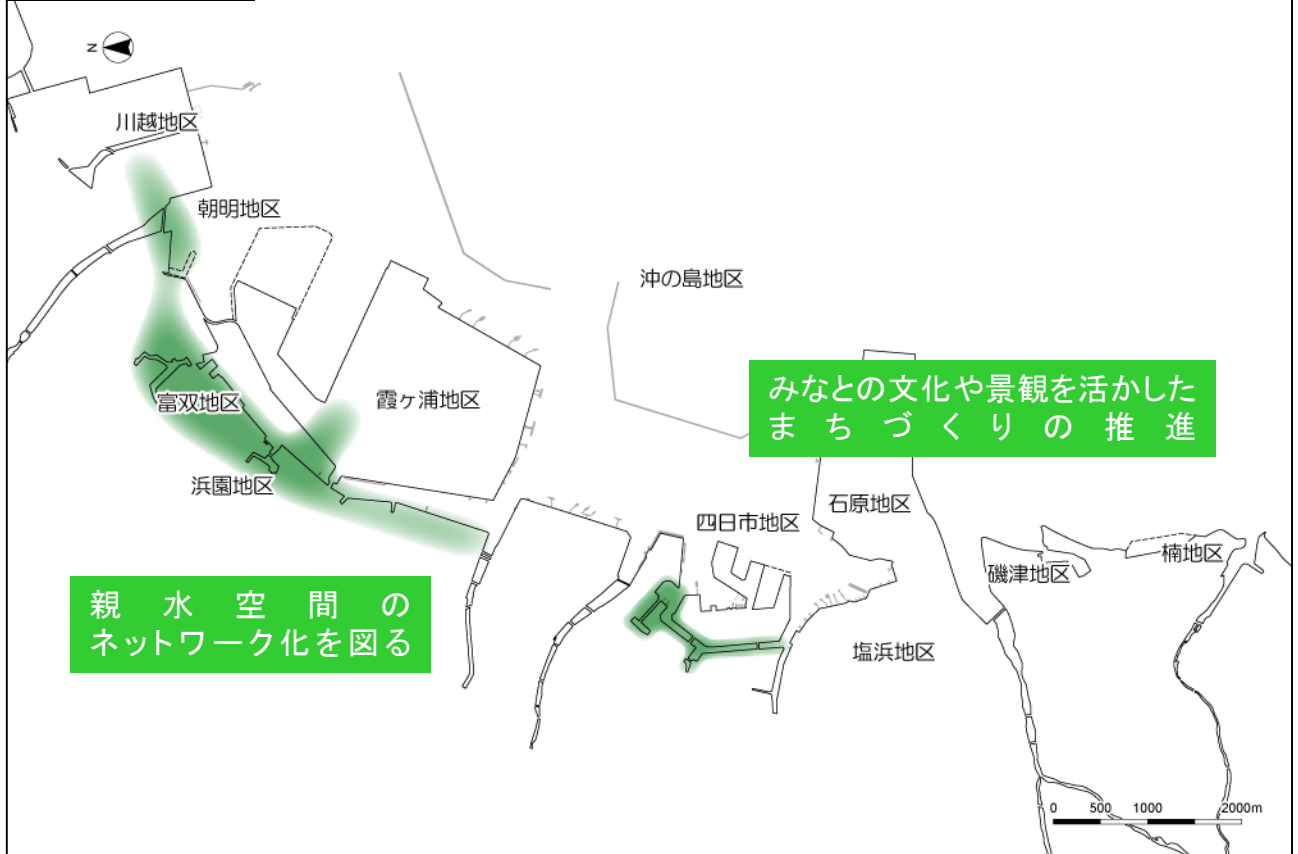 N
川越地区
朝明地区
沖の島地区
富双地区
霞ヶ浦地区
みなとの文化や景観を活かした
まちづくりの推進
浜園地区
石原地区
四日市地区
楠地区
磯津地区
親水空間の
ネットワーク化を図る
塩浜地区
0 500 1000 2000m